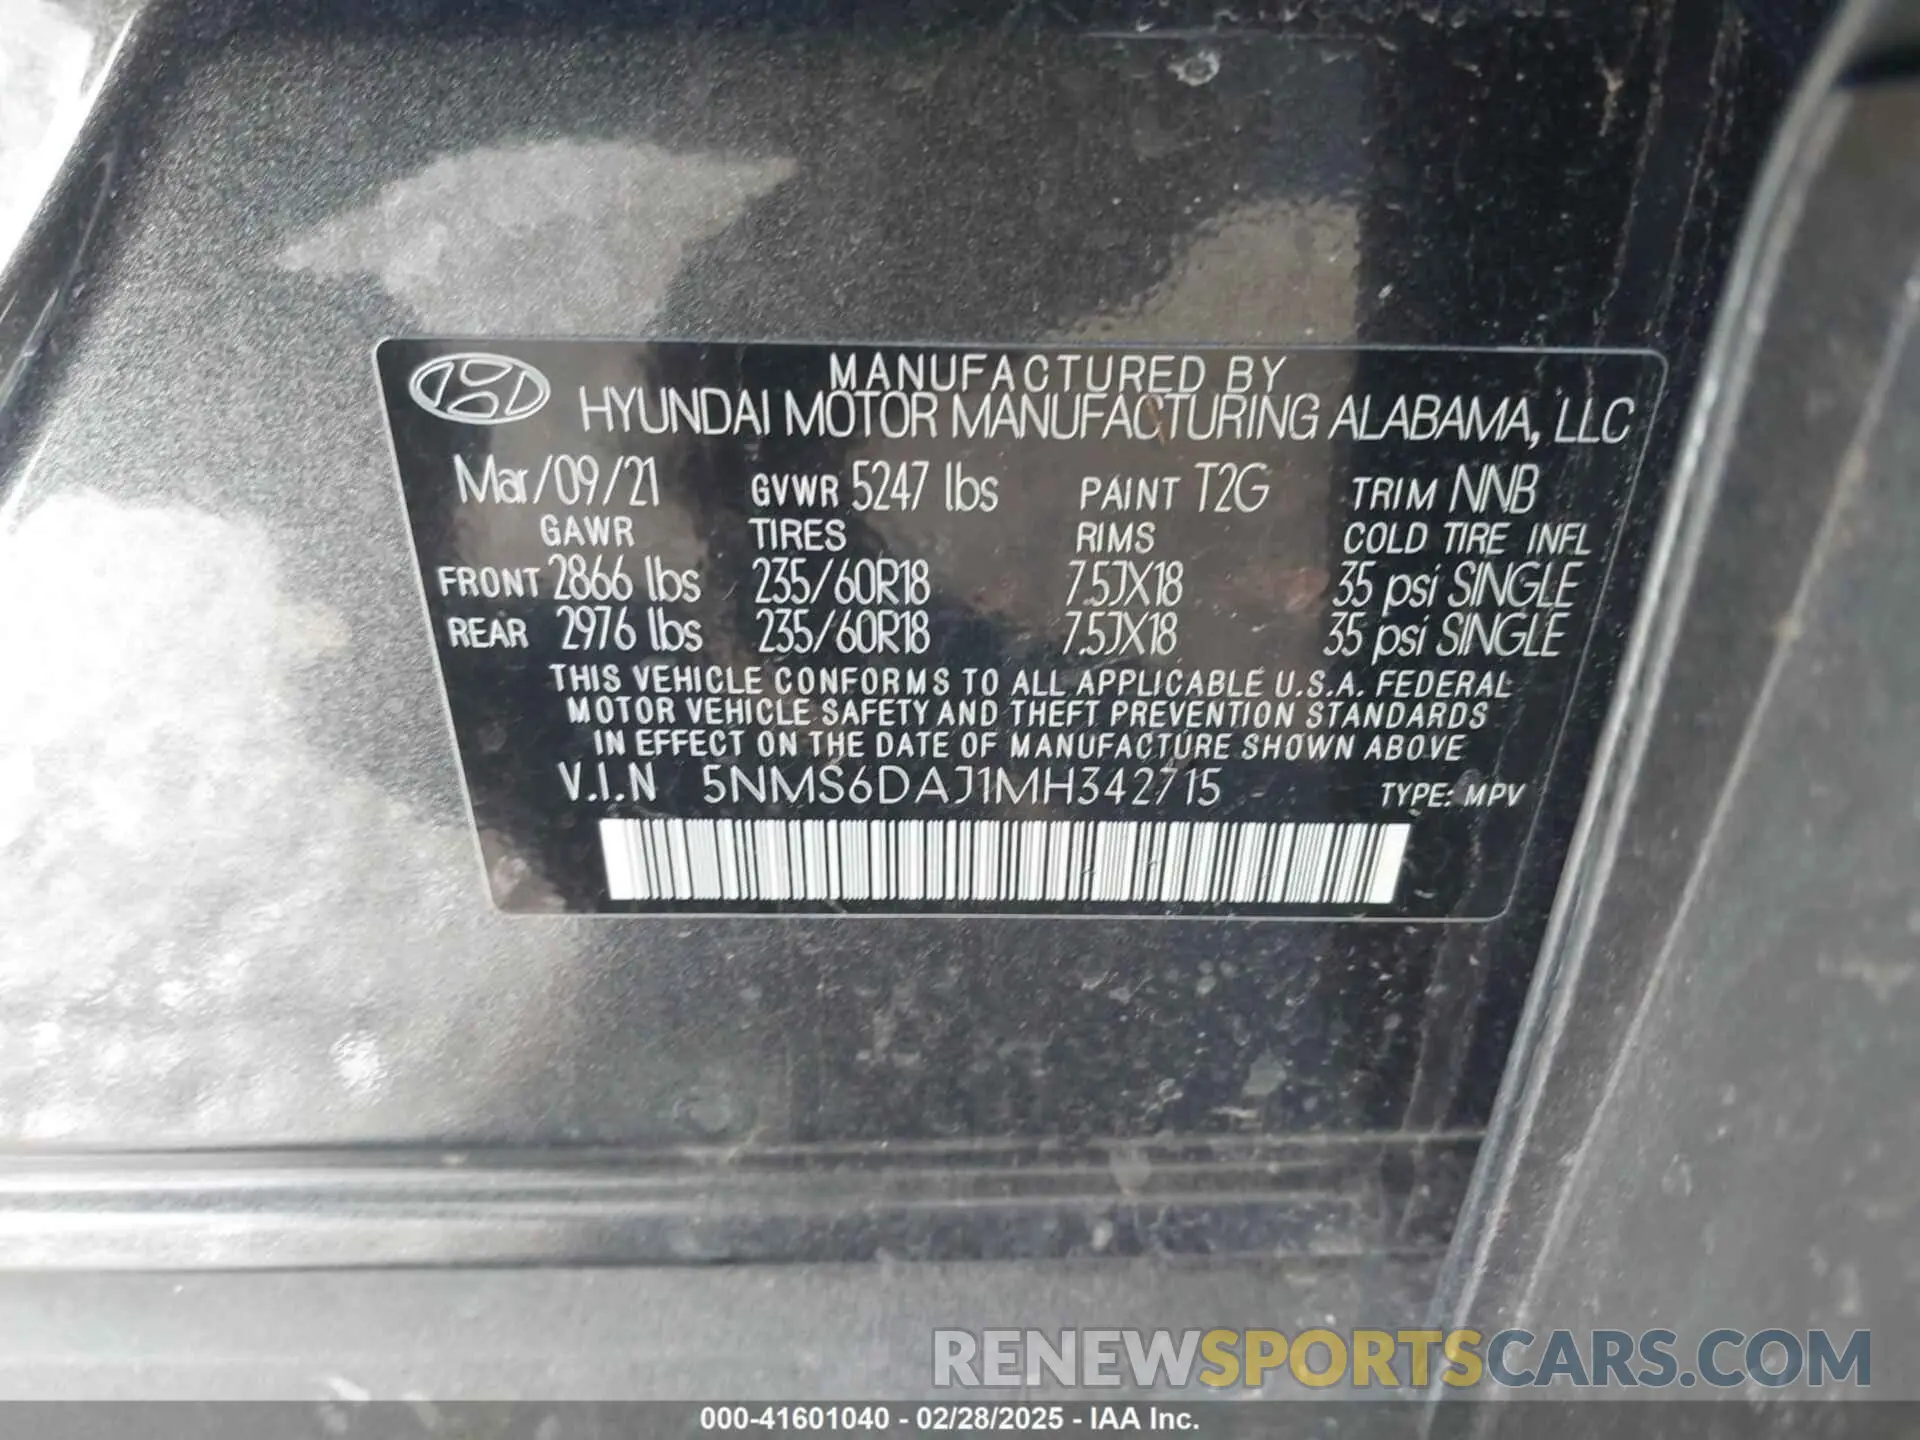 MANUFACTURED BY
HYUNDAI MOTOR MANUFACTURING ALABAMA, LLC
Mar/09/21 GVWR 5247 lbs PAINT T2G TRIM NNB
GAWR TIRES RIMS COLD TIRE INFL
FRONT 2866 lbs 235/60R18 7.5JX18 35 psi SINGLE
REAR 2976 lbs 235/60R18 7.5JX18 35 psi SINGLE
THIS VEHICLE CONFORMS TO ALL APPLICABLE U.S.A. FEDERAL
MOTOR VEHICLE SAFETY AND THEFT PREVENTION STANDARDS
IN EFFECT ON THE DATE OF MANUFACTURE SHOWN ABOVE
V.I.N 5NMS6DAJ1MH342715 TYPE: MPV
RENEWSPORTSCARS.COM
000-41601040 - 02/28/2025 - IAA Inc.